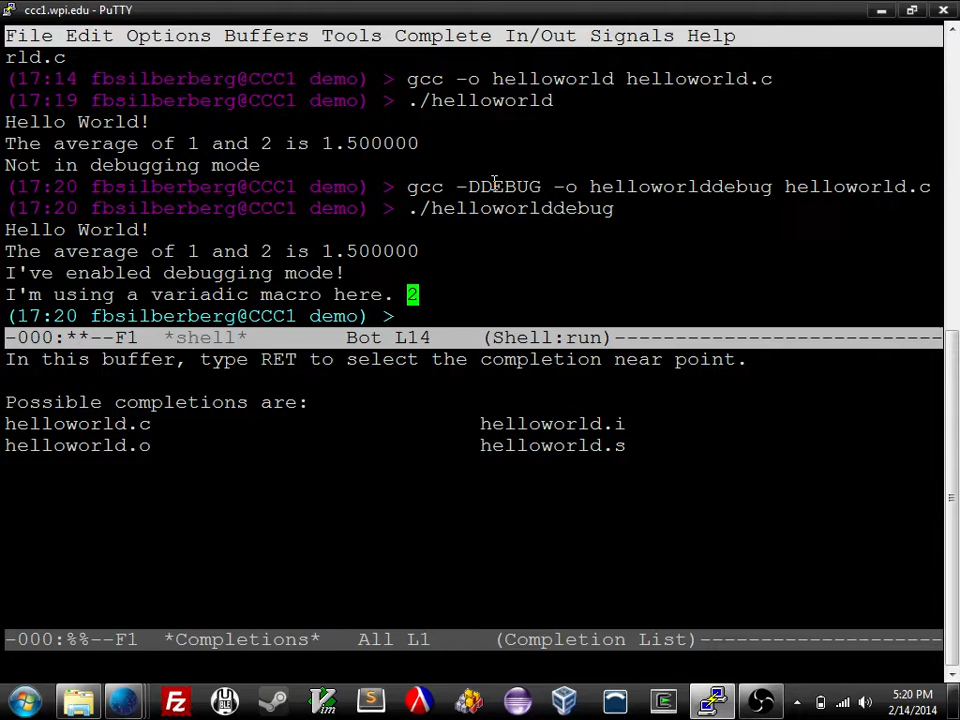 ccc1.wpi.edu - PuTTY
File Edit Options Buffers Tools Complete In/Out Signals Help
rld.c
(17:14 fbsilberberg@CCC1 demo) > gcc -o helloworld helloworld.c
(17:19 fbsilberberg@CCC1 demo) > ./helloworld
Hello World!
The average of 1 and 2 is 1.500000
Not in debugging mode
(17:20 fbsilberberg@CCC1 demo) > gcc -DDEBUG -o helloworlddebug helloworld.c
(17:20 fbsilberberg@CCC1 demo) > ./helloworlddebug
Hello World!
The average of 1 and 2 is 1.500000
I've enabled debugging mode!
I'm using a variadic macro here. 2
(17:20 fbsilberberg@CCC1 demo) >
-000:**--F1 *shell* Bot L14 (Shell:run)---------------------------
In this buffer, type RET to select the completion near point.
Possible completions are:
helloworld.c helloworld.i
helloworld.o helloworld.s
-000:%%--F1 *Completions* All L1 (Completion List)--------------------
5:20 PM
2/14/2014